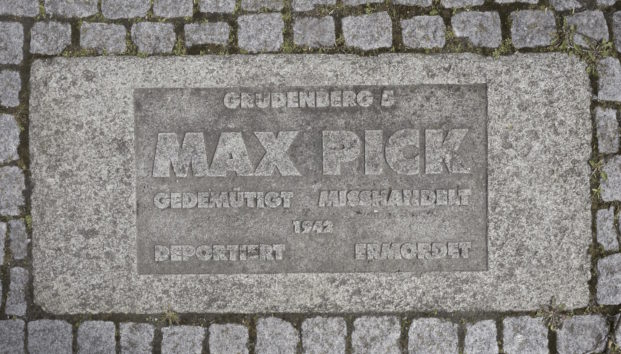 GRUDENBERG 5
MAX PICK
GEDEMÜTIGT MISSHANDELT
1942
DEPORTIERT ERMORDET